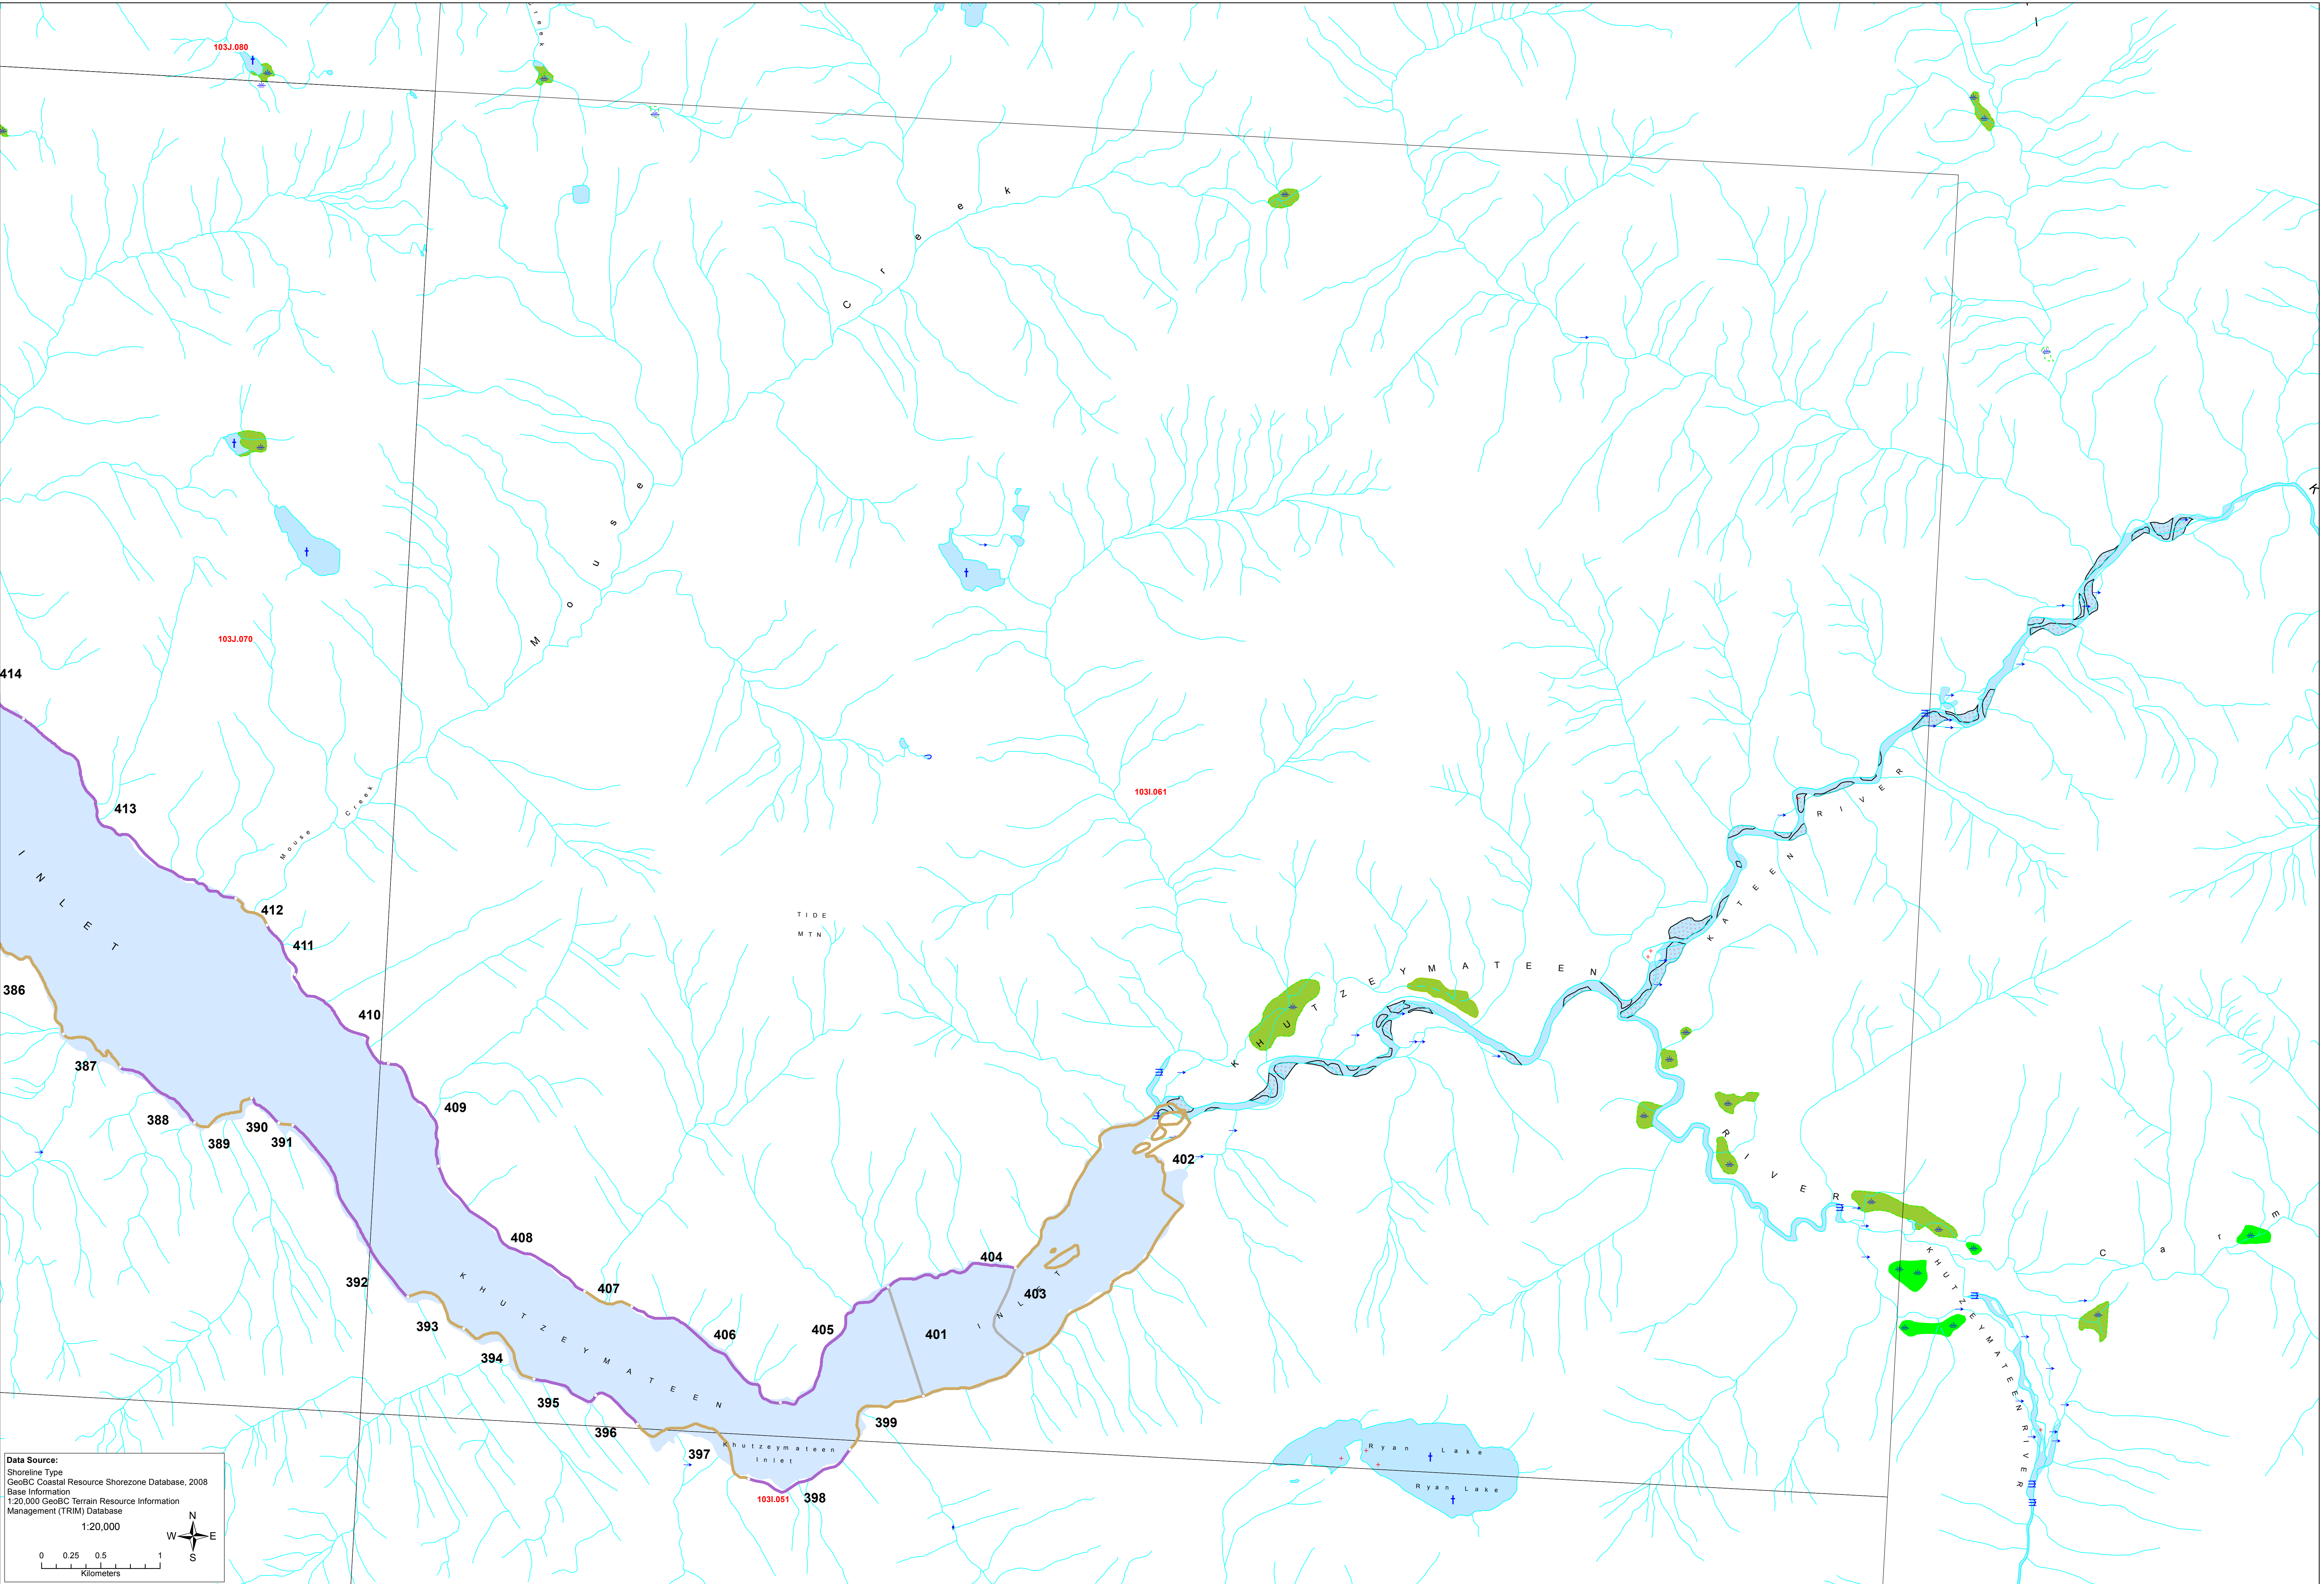 reek
103J.080
Creek
Mouse
103J.070
414
413
Mouse Creek
412
411
410
409
INLET
386
387
388
389
390
391
392
393
394
395
396
397
398
399
401
402
403
404
405
406
407
408
TIDE
MTN
103I.061
KHUTZEYMATEEN
RIVER
KATEEN RIVER
K
KHUTZEYMATEEN
INLET
Khutzeymateen
Inlet
103I.051
Ryan Lake
Ryan Lake
KHUTZEYMATEEN RIVER
Car
m
Data Source:
Shoreline Type
GeoBC Coastal Resource Shorezone Database, 2008
Base Information
1:20,000 GeoBC Terrain Resource Information
Management (TRIM) Database
1:20,000
N
W E
S
0 0.25 0.5 1
Kilometers